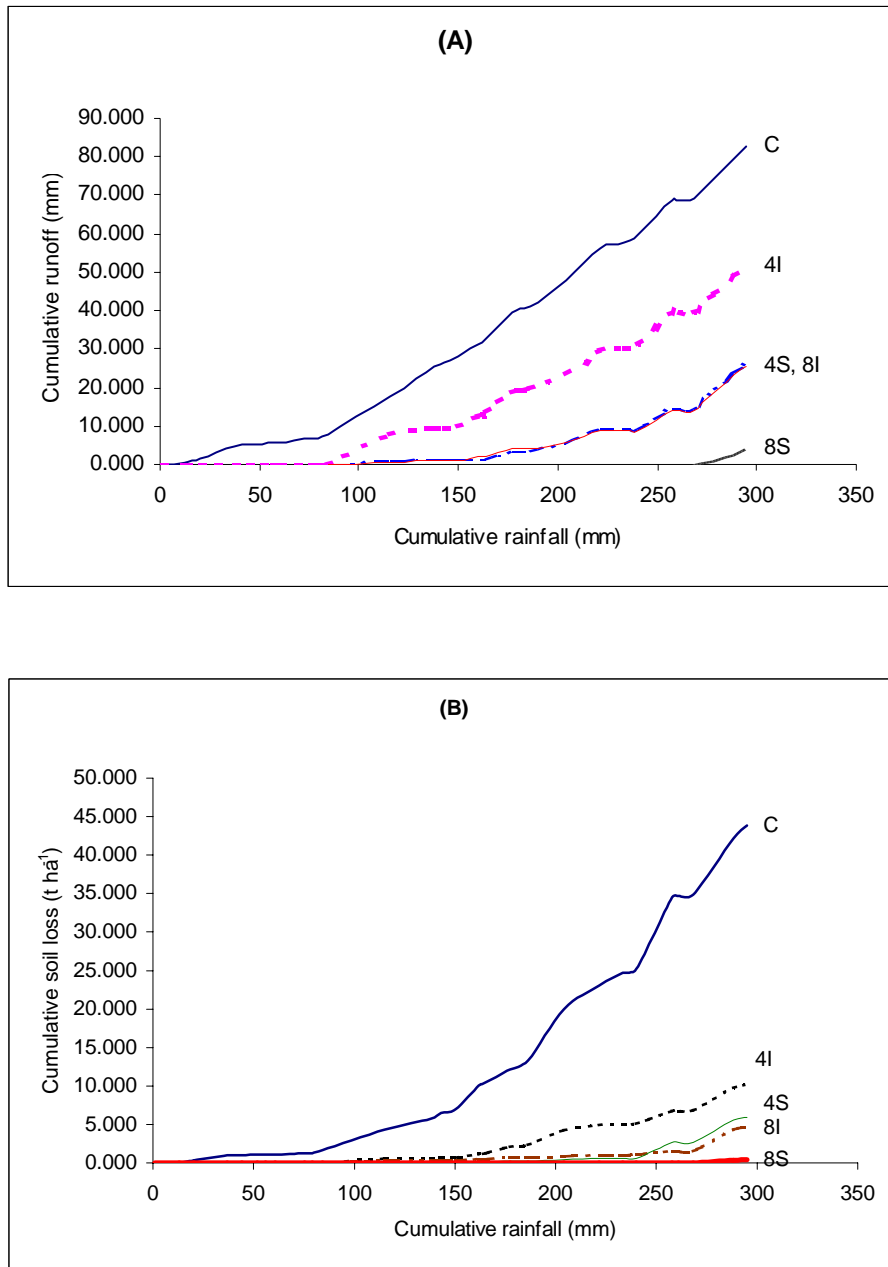 (A)
90.000
80.000
70.000
60.000
50.000
40.000
30.000
20.000
10.000
0.000
Cumulative runoff (mm)
C
4I
4S, 8I
8S
0 50 100 150 200 250 300 350
Cumulative rainfall (mm)
(B)
50.000
45.000
40.000
35.000
30.000
25.000
20.000
15.000
10.000
5.000
0.000
Cumulative soil loss (t ha-1)
C
4I
4S
8I
8S
0 50 100 150 200 250 300 350
Cumulative rainfall (mm)